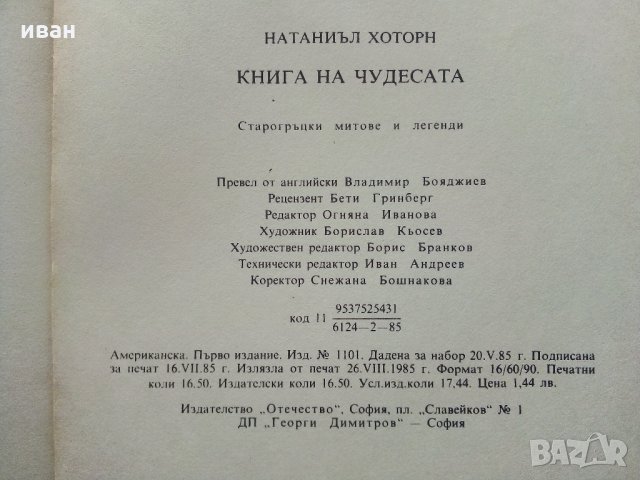 иван
НАТАНИЪЛ ХОТОРН
КНИГА НА ЧУДЕСАТА
Старогръцки митове и легенди
Превел от английски Владимир Бояджиев
Рецензент Бети Гринберг
Редактор Огняна Иванова
Художник Борислав Кьосев
Художествен редактор Борис Бранков
Технически редактор Иван Андреев
Коректор Снежана Бошнакова
код 11 9537525431
6124—2—85
Американска. Първо издание. Изд. № 1101. Дадена за набор 20.V.85 г. Подписана
за печат 16.VII.85 г. Излязла от печат 26.VIII.1985 г. Формат 16/60/90. Печатни
коли 16.50. Издателски коли 16.50. Усл.изд.коли 17,44. Цена 1,44 лв.
Издателство „Отечество“, София, пл. „Славейков“ № 1
ДП „Георги Димитров“ — София
bazar.bg